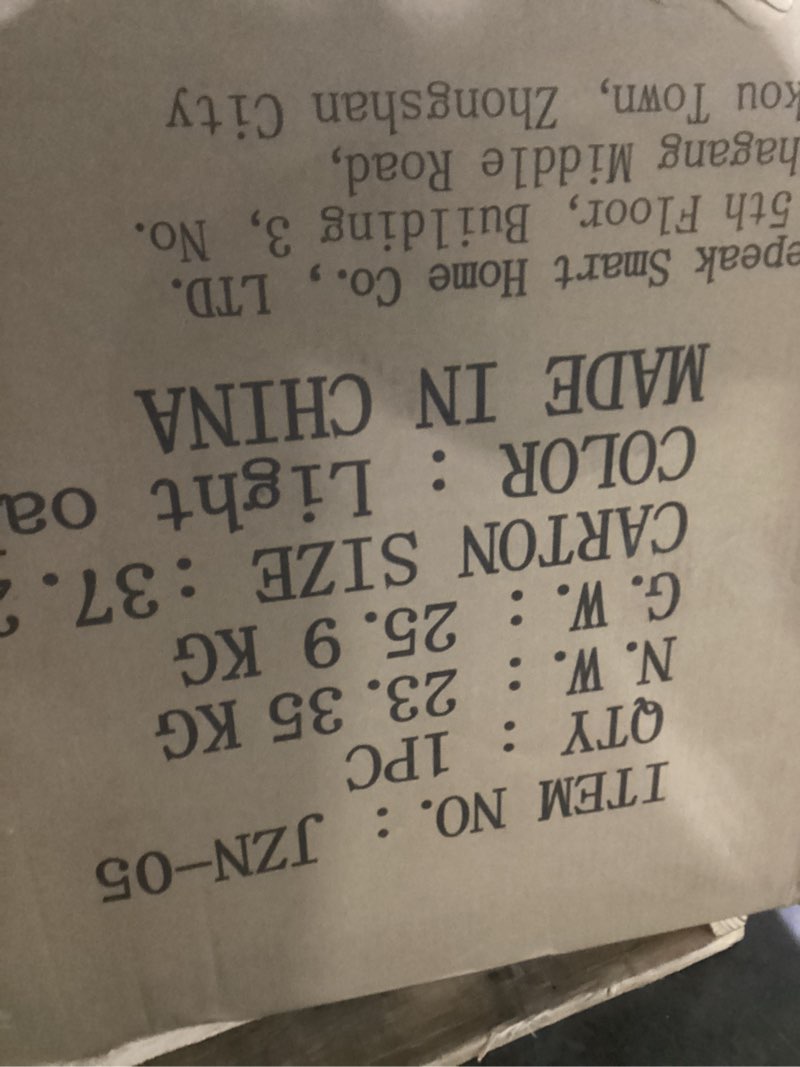 ITEM NO. : JZN-05
QTY : 1PC
N. W. : 23. 35 KG
G. W. : 25. 9 KG
CARTON SIZE :37.
COLOR : Light oa
MADE IN CHINA
epeak Smart Home Co. , LTD.
5th Floor, Building 3, No.
hagang Middle Road,
kou Town, Zhongshan City